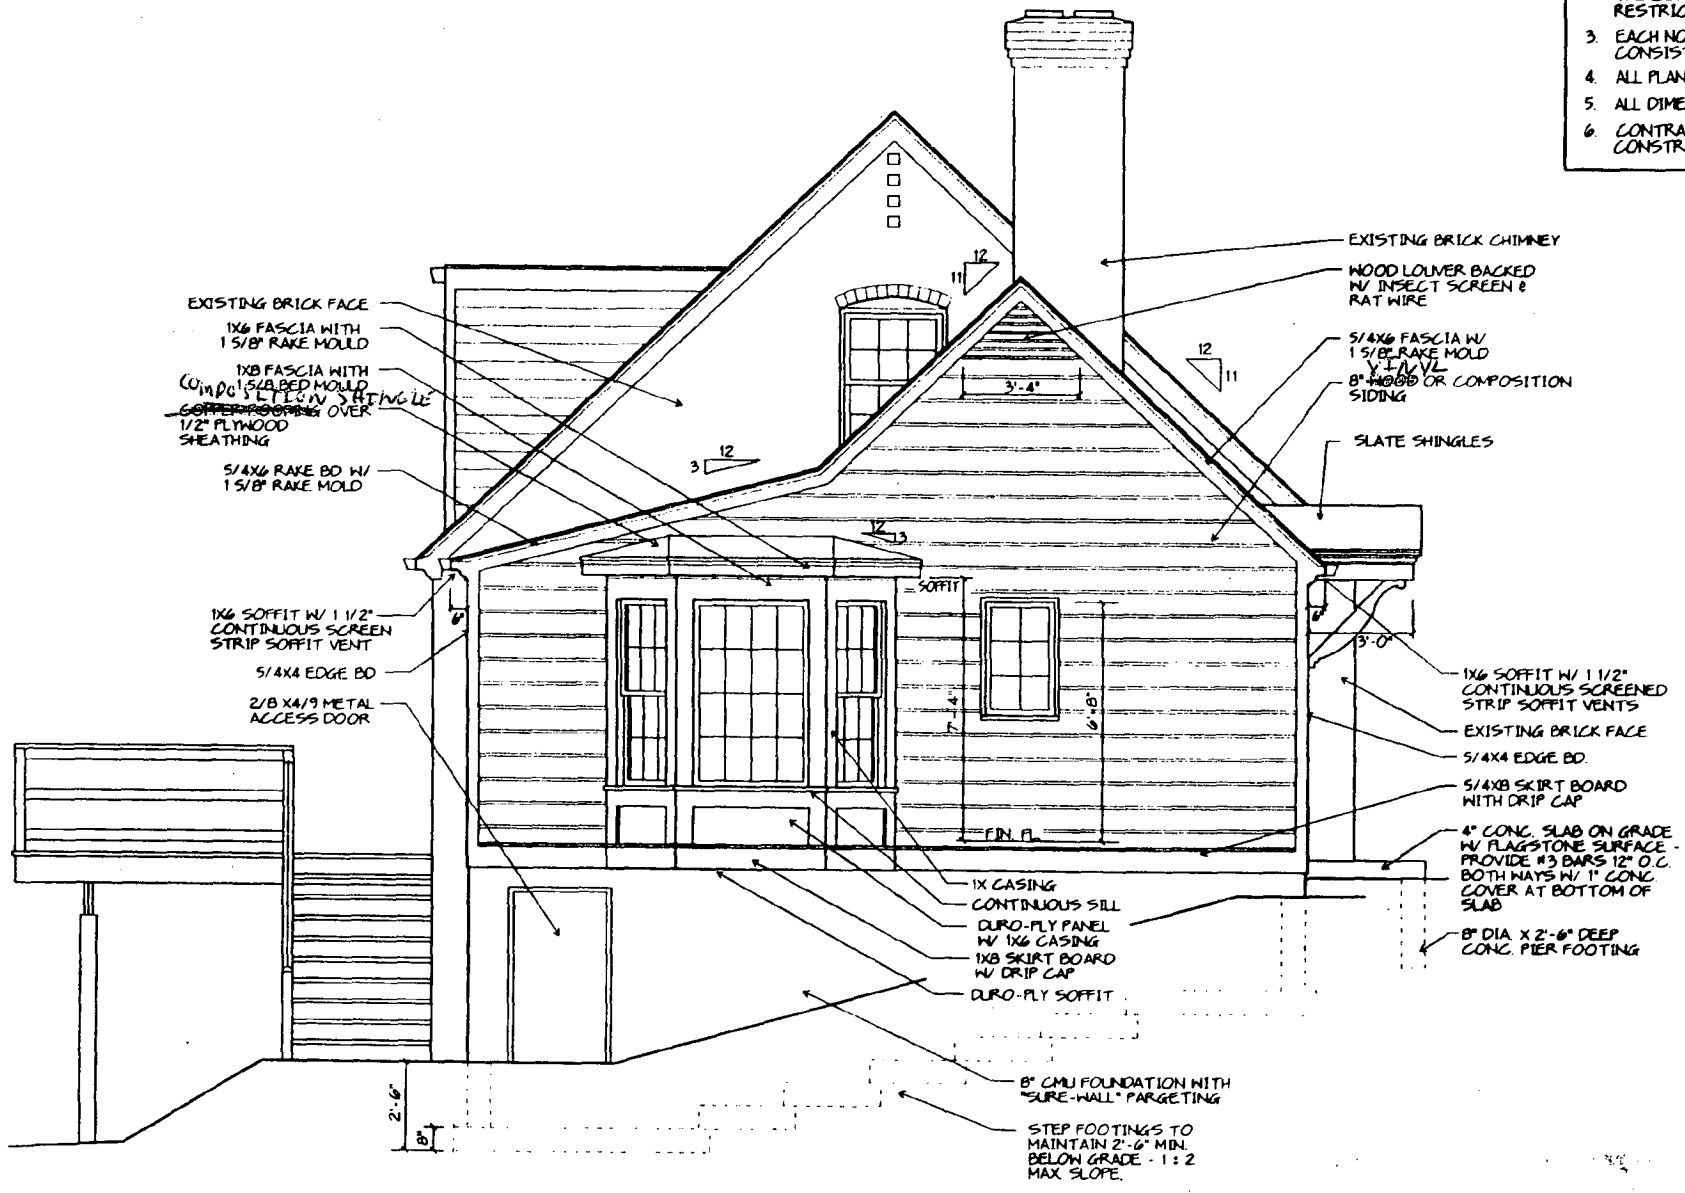 RESTRIC
3. EACH NO
CONSIST
4. ALL PLAN
5. ALL DIME
6. CONTRA
CONSTR
EXISTING BRICK CHIMNEY
WOOD LOUVER BACKED
W/ INSECT SCREEN &
RAT WIRE
5/4X6 FASCIA W/
1 5/8" RAKE MOLD
VINYL
8" WOOD OR COMPOSITION
SIDING
SLATE SHINGLES
12
11
12
11
3'-4"
EXISTING BRICK FACE
1X6 FASCIA WITH
1 5/8" RAKE MOULD
1X8 FASCIA WITH
1 5/8 BED MOULD
COMPOSITION SHINGLE
COPPER ROOFING OVER
1/2" PLYWOOD
SHEATHING
5/4X6 RAKE BD W/
1 5/8" RAKE MOLD
12
3
12
3
SOFFIT
1X6 SOFFIT W/ 1 1/2"
CONTINUOUS SCREEN
STRIP SOFFIT VENT
6"
5/4X4 EDGE BD
2/8 X4/9 METAL
ACCESS DOOR
7'-4"
6'-8"
FIN. FL.
6"
3'-0"
1X6 SOFFIT W/ 1 1/2"
CONTINUOUS SCREENED
STRIP SOFFIT VENTS
EXISTING BRICK FACE
5/4X4 EDGE BD.
5/4X8 SKIRT BOARD
WITH DRIP CAP
4" CONC. SLAB ON GRADE
W/ FLAGSTONE SURFACE -
PROVIDE #3 BARS 12" O.C.
BOTH WAYS W/ 1" CONC.
COVER AT BOTTOM OF
SLAB
8" DIA. X 2'-6" DEEP
CONC. PIER FOOTING
1X CASING
CONTINUOUS SILL
DURO-PLY PANEL
W/ 1X6 CASING
1X8 SKIRT BOARD
W/ DRIP CAP
DURO-PLY SOFFIT
8" CMU FOUNDATION WITH
"SURE-WALL" PARGETING
STEP FOOTINGS TO
MAINTAIN 2'-6" MIN.
BELOW GRADE - 1 : 2
MAX SLOPE.
2'-6"
8"